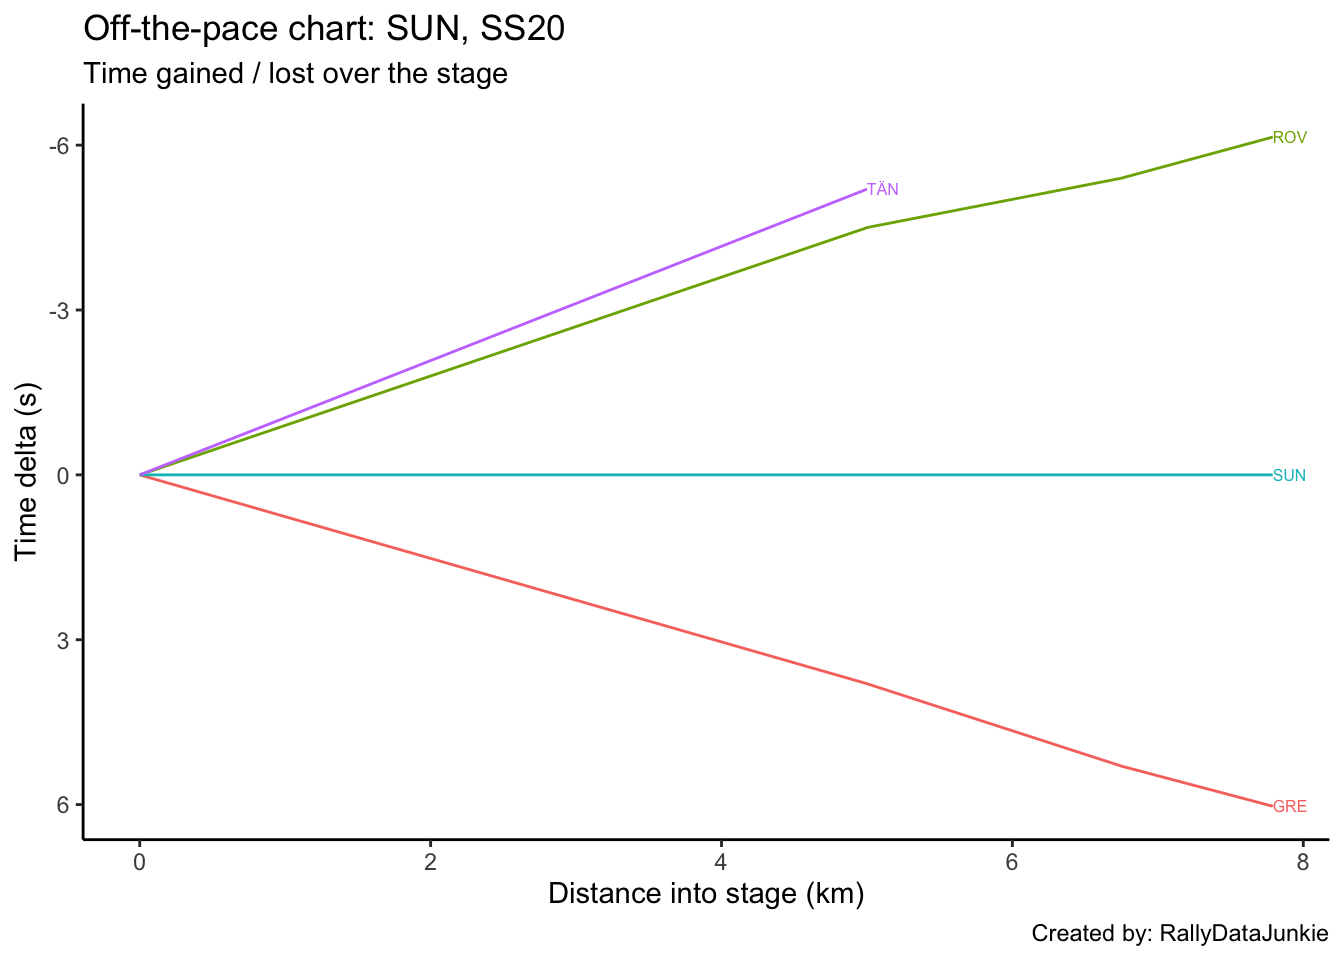 Off-the-pace chart: SUN, SS20
Time gained / lost over the stage
-6
-3
0
3
6
Time delta (s)
TÄN
ROV
SUN
GRE
0 2 4 6 8
Distance into stage (km)
Created by: RallyDataJunkie